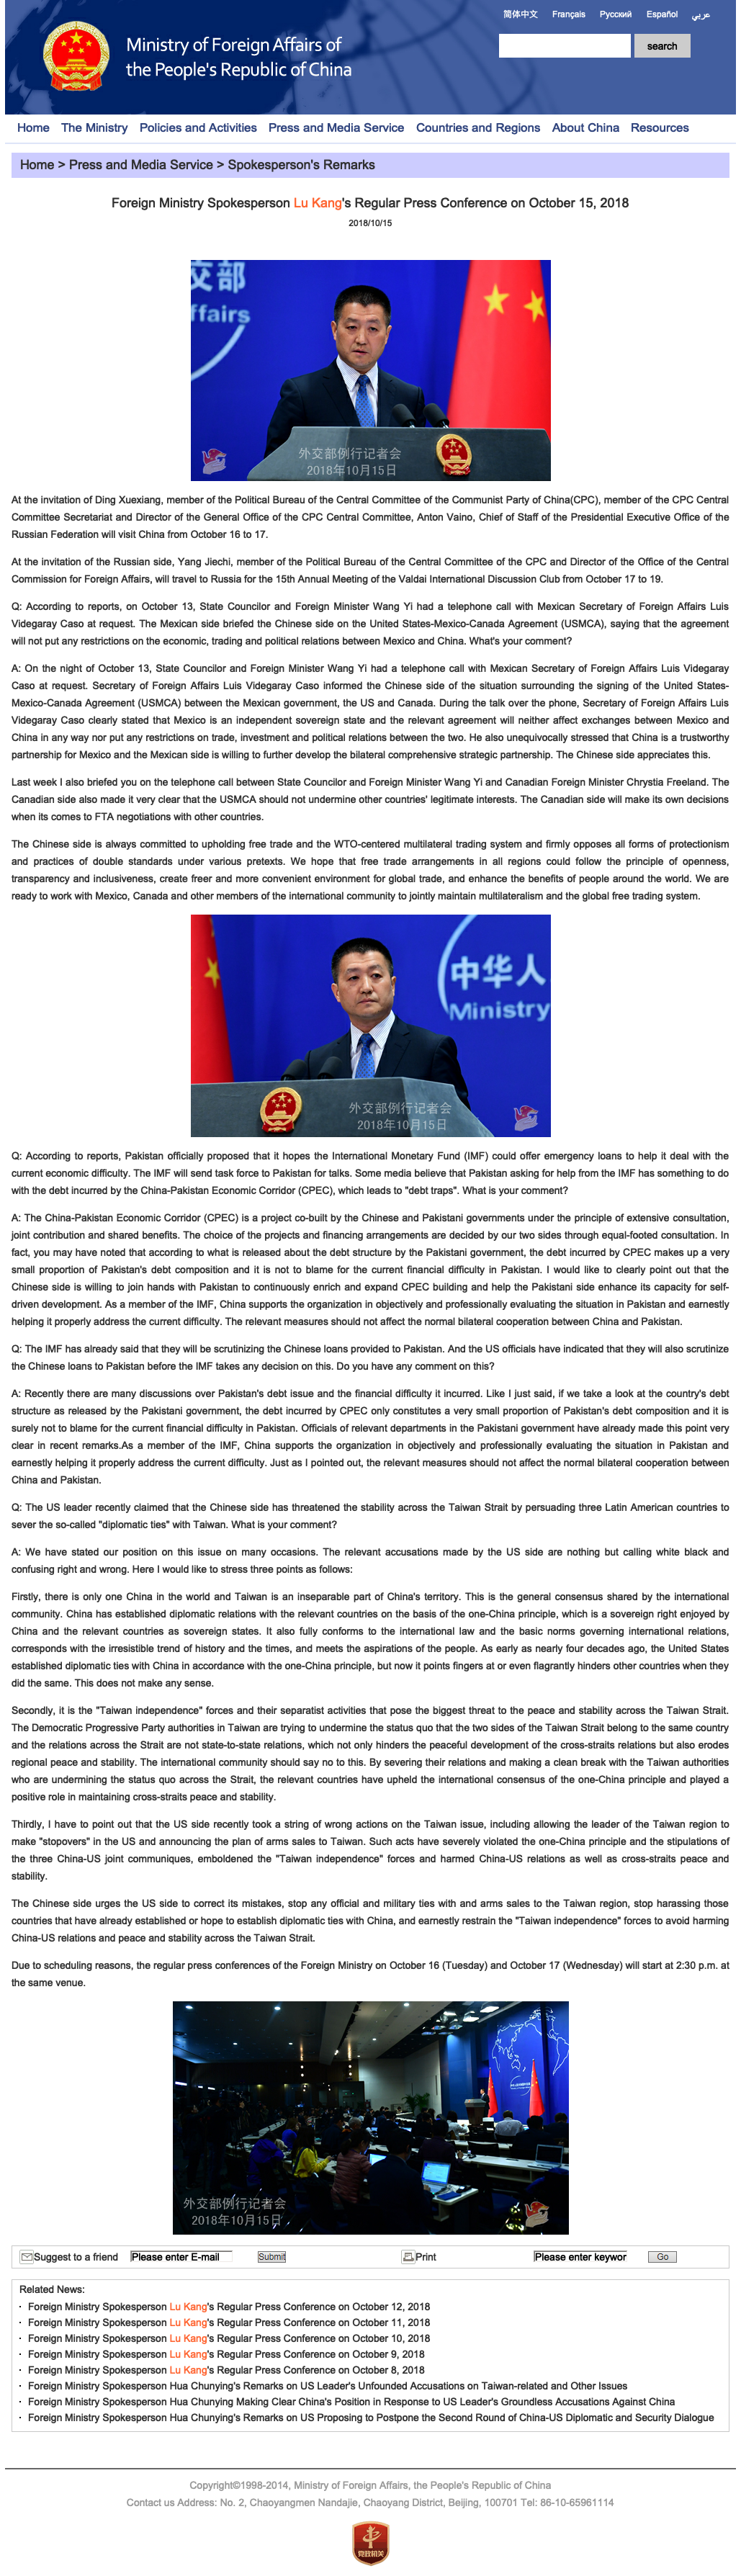 简体中文 Français Русский Español عربي
Ministry of Foreign Affairs of
the People's Republic of China
search
Home The Ministry Policies and Activities Press and Media Service Countries and Regions About China Resources
Home > Press and Media Service > Spokesperson's Remarks
Foreign Ministry Spokesperson Lu Kang's Regular Press Conference on October 15, 2018
2018/10/15
交部
ffairs
外交部例行记者会
2018年10月15日
At the invitation of Ding Xuexiang, member of the Political Bureau of the Central Committee of the Communist Party of China(CPC), member of the CPC Central
Committee Secretariat and Director of the General Office of the CPC Central Committee, Anton Vaino, Chief of Staff of the Presidential Executive Office of the
Russian Federation will visit China from October 16 to 17.
At the invitation of the Russian side, Yang Jiechi, member of the Political Bureau of the Central Committee of the CPC and Director of the Office of the Central
Commission for Foreign Affairs, will travel to Russia for the 15th Annual Meeting of the Valdai International Discussion Club from October 17 to 19.
Q: According to reports, on October 13, State Councilor and Foreign Minister Wang Yi had a telephone call with Mexican Secretary of Foreign Affairs Luis
Videgaray Caso at request. The Mexican side briefed the Chinese side on the United States-Mexico-Canada Agreement (USMCA), saying that the agreement
will not put any restrictions on the economic, trading and political relations between Mexico and China. What's your comment?
A: On the night of October 13, State Councilor and Foreign Minister Wang Yi had a telephone call with Mexican Secretary of Foreign Affairs Luis Videgaray
Caso at request. Secretary of Foreign Affairs Luis Videgaray Caso informed the Chinese side of the situation surrounding the signing of the United States-
Mexico-Canada Agreement (USMCA) between the Mexican government, the US and Canada. During the talk over the phone, Secretary of Foreign Affairs Luis
Videgaray Caso clearly stated that Mexico is an independent sovereign state and the relevant agreement will neither affect exchanges between Mexico and
China in any way nor put any restrictions on trade, investment and political relations between the two. He also unequivocally stressed that China is a trustworthy
partnership for Mexico and the Mexican side is willing to further develop the bilateral comprehensive strategic partnership. The Chinese side appreciates this.
Last week I also briefed you on the telephone call between State Councilor and Foreign Minister Wang Yi and Canadian Foreign Minister Chrystia Freeland. The
Canadian side also made it very clear that the USMCA should not undermine other countries' legitimate interests. The Canadian side will make its own decisions
when its comes to FTA negotiations with other countries.
The Chinese side is always committed to upholding free trade and the WTO-centered multilateral trading system and firmly opposes all forms of protectionism
and practices of double standards under various pretexts. We hope that free trade arrangements in all regions could follow the principle of openness,
transparency and inclusiveness, create freer and more convenient environment for global trade, and enhance the benefits of people around the world. We are
ready to work with Mexico, Canada and other members of the international community to jointly maintain multilateralism and the global free trading system.
中华人
Ministry
外交部例行记者会
2018年10月15日
Q: According to reports, Pakistan officially proposed that it hopes the International Monetary Fund (IMF) could offer emergency loans to help it deal with the
current economic difficulty. The IMF will send task force to Pakistan for talks. Some media believe that Pakistan asking for help from the IMF has something to do
with the debt incurred by the China-Pakistan Economic Corridor (CPEC), which leads to "debt traps". What is your comment?
A: The China-Pakistan Economic Corridor (CPEC) is a project co-built by the Chinese and Pakistani governments under the principle of extensive consultation,
joint contribution and shared benefits. The choice of the projects and financing arrangements are decided by our two sides through equal-footed consultation. In
fact, you may have noted that according to what is released about the debt structure by the Pakistani government, the debt incurred by CPEC makes up a very
small proportion of Pakistan's debt composition and it is not to blame for the current financial difficulty in Pakistan. I would like to clearly point out that the
Chinese side is willing to join hands with Pakistan to continuously enrich and expand CPEC building and help the Pakistani side enhance its capacity for self-
driven development. As a member of the IMF, China supports the organization in objectively and professionally evaluating the situation in Pakistan and earnestly
helping it properly address the current difficulty. The relevant measures should not affect the normal bilateral cooperation between China and Pakistan.
Q: The IMF has already said that they will be scrutinizing the Chinese loans provided to Pakistan. And the US officials have indicated that they will also scrutinize
the Chinese loans to Pakistan before the IMF takes any decision on this. Do you have any comment on this?
A: Recently there are many discussions over Pakistan's debt issue and the financial difficulty it incurred. Like I just said, if we take a look at the country's debt
structure as released by the Pakistani government, the debt incurred by CPEC only constitutes a very small proportion of Pakistan's debt composition and it is
surely not to blame for the current financial difficulty in Pakistan. Officials of relevant departments in the Pakistani government have already made this point very
clear in recent remarks.As a member of the IMF, China supports the organization in objectively and professionally evaluating the situation in Pakistan and
earnestly helping it properly address the current difficulty. Just as I pointed out, the relevant measures should not affect the normal bilateral cooperation between
China and Pakistan.
Q: The US leader recently claimed that the Chinese side has threatened the stability across the Taiwan Strait by persuading three Latin American countries to
sever the so-called "diplomatic ties" with Taiwan. What is your comment?
A: We have stated our position on this issue on many occasions. The relevant accusations made by the US side are nothing but calling white black and
confusing right and wrong. Here I would like to stress three points as follows:
Firstly, there is only one China in the world and Taiwan is an inseparable part of China's territory. This is the general consensus shared by the international
community. China has established diplomatic relations with the relevant countries on the basis of the one-China principle, which is a sovereign right enjoyed by
China and the relevant countries as sovereign states. It also fully conforms to the international law and the basic norms governing international relations,
corresponds with the irresistible trend of history and the times, and meets the aspirations of the people. As early as nearly four decades ago, the United States
established diplomatic ties with China in accordance with the one-China principle, but now it points fingers at or even flagrantly hinders other countries when they
did the same. This does not make any sense.
Secondly, it is the "Taiwan independence" forces and their separatist activities that pose the biggest threat to the peace and stability across the Taiwan Strait.
The Democratic Progressive Party authorities in Taiwan are trying to undermine the status quo that the two sides of the Taiwan Strait belong to the same country
and the relations across the Strait are not state-to-state relations, which not only hinders the peaceful development of the cross-straits relations but also erodes
regional peace and stability. The international community should say no to this. By severing their relations and making a clean break with the Taiwan authorities
who are undermining the status quo across the Strait, the relevant countries have upheld the international consensus of the one-China principle and played a
positive role in maintaining cross-straits peace and stability.
Thirdly, I have to point out that the US side recently took a string of wrong actions on the Taiwan issue, including allowing the leader of the Taiwan region to
make "stopovers" in the US and announcing the plan of arms sales to Taiwan. Such acts have severely violated the one-China principle and the stipulations of
the three China-US joint communiques, emboldened the "Taiwan independence" forces and harmed China-US relations as well as cross-straits peace and
stability.
The Chinese side urges the US side to correct its mistakes, stop any official and military ties with and arms sales to the Taiwan region, stop harassing those
countries that have already established or hope to establish diplomatic ties with China, and earnestly restrain the "Taiwan independence" forces to avoid harming
China-US relations and peace and stability across the Taiwan Strait.
Due to scheduling reasons, the regular press conferences of the Foreign Ministry on October 16 (Tuesday) and October 17 (Wednesday) will start at 2:30 p.m. at
the same venue.
外交部例行记者会
2018年10月15日
Suggest to a friend Please enter E-mail Submit Print Please enter keywor Go
Related News:
· Foreign Ministry Spokesperson Lu Kang's Regular Press Conference on October 12, 2018
· Foreign Ministry Spokesperson Lu Kang's Regular Press Conference on October 11, 2018
· Foreign Ministry Spokesperson Lu Kang's Regular Press Conference on October 10, 2018
· Foreign Ministry Spokesperson Lu Kang's Regular Press Conference on October 9, 2018
· Foreign Ministry Spokesperson Lu Kang's Regular Press Conference on October 8, 2018
· Foreign Ministry Spokesperson Hua Chunying's Remarks on US Leader's Unfounded Accusations on Taiwan-related and Other Issues
· Foreign Ministry Spokesperson Hua Chunying Making Clear China's Position in Response to US Leader's Groundless Accusations Against China
· Foreign Ministry Spokesperson Hua Chunying's Remarks on US Proposing to Postpone the Second Round of China-US Diplomatic and Security Dialogue
Copyright©1998-2014, Ministry of Foreign Affairs, the People's Republic of China
Contact us Address: No. 2, Chaoyangmen Nandajie, Chaoyang District, Beijing, 100701 Tel: 86-10-65961114
党政机关